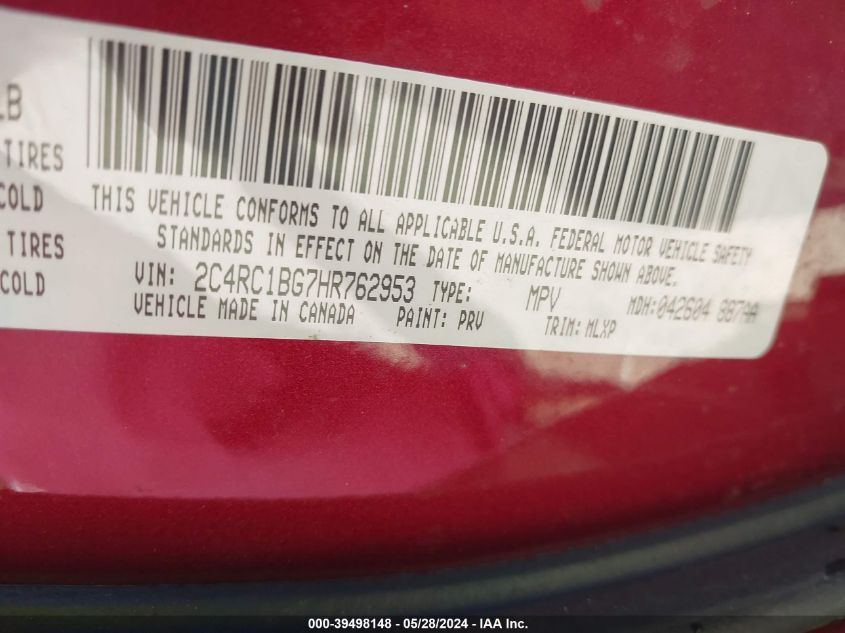 LB
TIRES
COLD
TIRES
COLD
THIS VEHICLE CONFORMS TO ALL APPLICABLE U.S.A. FEDERAL MOTOR VEHICLE SAFETY
STANDARDS IN EFFECT ON THE DATE OF MANUFACTURE SHOWN ABOVE.
VIN: 2C4RC1BG7HR762953 TYPE: MPV MDH:042604 887AA
VEHICLE MADE IN CANADA PAINT: PRV TRIM: MLXP
000-39498148 - 05/28/2024 - IAA Inc.